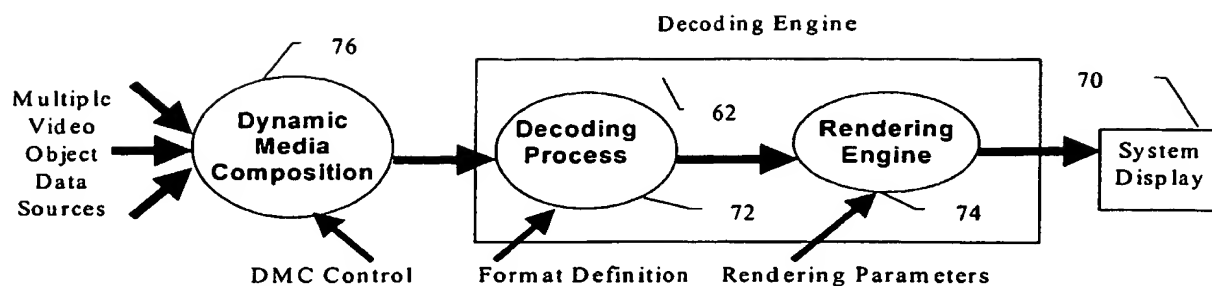 Decoding Engine
76
70
Multiple
Video
Object
Data
Sources
Dynamic
Media
Composition
62
Decoding
Process
Rendering
Engine
System
Display
72
74
DMC Control
Format Definition
Rendering Parameters